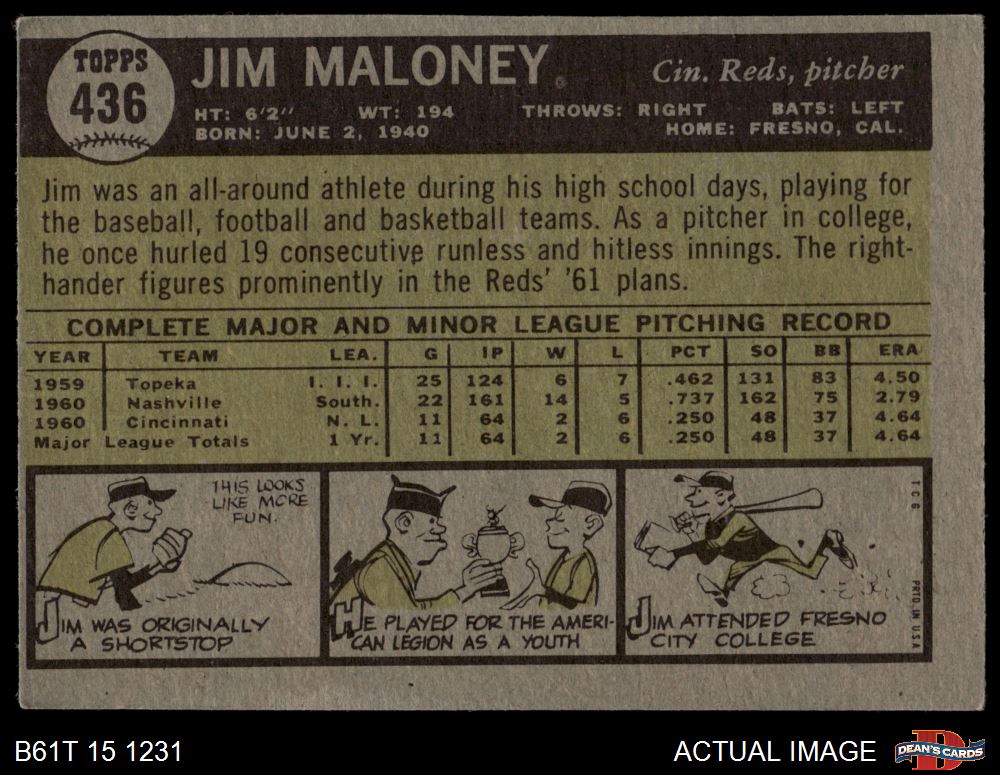 TOPPS
436
JIM MALONEY
Cin. Reds, pitcher
HT: 6'2" WT: 194 THROWS: RIGHT BATS: LEFT
BORN: JUNE 2, 1940 HOME: FRESNO, CAL.
Jim was an all-around athlete during his high school days, playing for
the baseball, football and basketball teams. As a pitcher in college,
he once hurled 19 consecutive runless and hitless innings. The right-
hander figures prominently in the Reds' '61 plans.
COMPLETE MAJOR AND MINOR LEAGUE PITCHING RECORD
YEAR TEAM LEA. G IP W L PCT SO BB ERA
1959 Topeka I. I. I. 25 124 6 7 .462 131 83 4.50
1960 Nashville South. 22 161 14 5 .737 162 75 2.79
1960 Cincinnati N. L. 11 64 2 6 .250 48 37 4.64
Major League Totals 1 Yr. 11 64 2 6 .250 48 37 4.64
THIS LOOKS
LIKE MORE
FUN.
JIM WAS ORIGINALLY
A SHORTSTOP
HE PLAYED FOR THE AMERI-
CAN LEGION AS A YOUTH
JIM ATTENDED FRESNO
CITY COLLEGE
T.C.G.
PRTD. IN U.S.A.
B61T 15 1231
ACTUAL IMAGE
DEAN'S CARDS